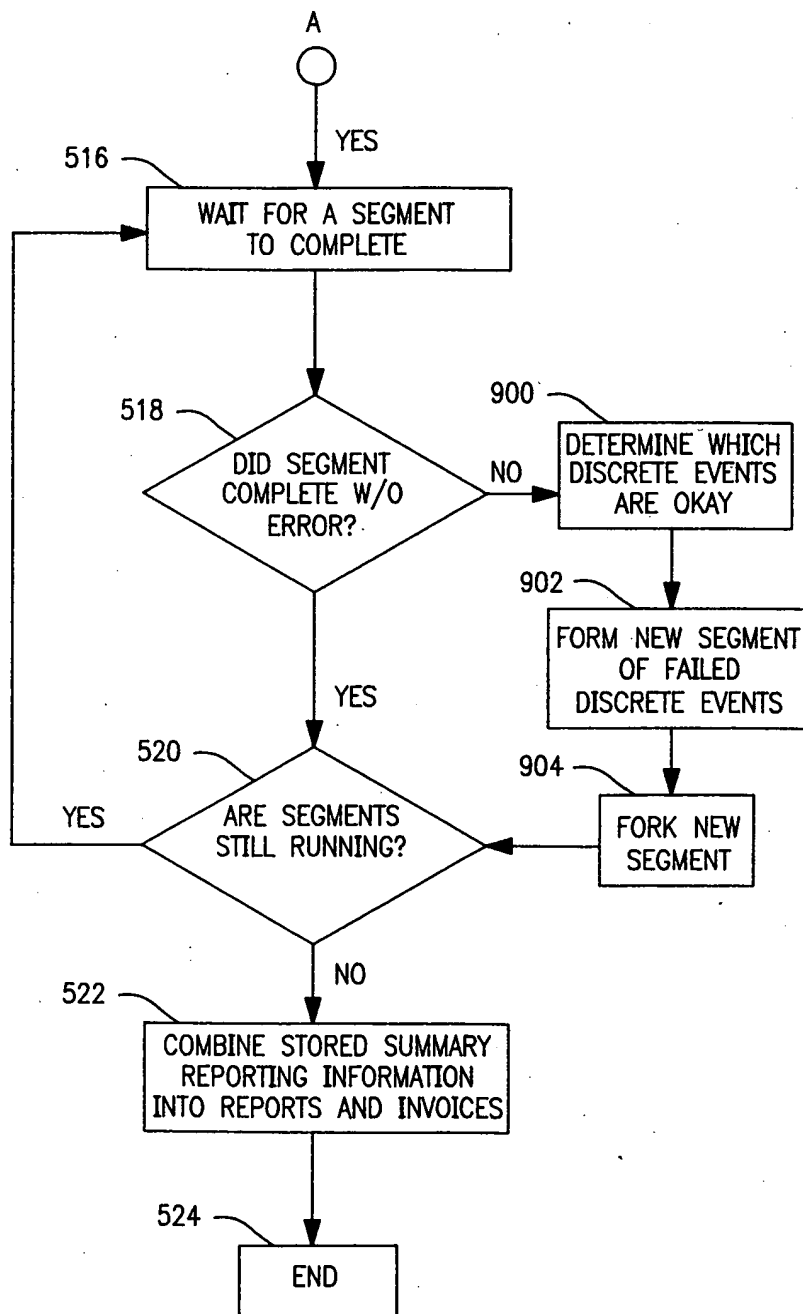 A
YES
516
WAIT FOR A SEGMENT
TO COMPLETE
518
DID SEGMENT
COMPLETE W/O
ERROR?
NO
900
DETERMINE WHICH
DISCRETE EVENTS
ARE OKAY
902
FORM NEW SEGMENT
OF FAILED
DISCRETE EVENTS
YES
904
FORK NEW
SEGMENT
520
ARE SEGMENTS
STILL RUNNING?
YES
NO
522
COMBINE STORED SUMMARY
REPORTING INFORMATION
INTO REPORTS AND INVOICES
524
END